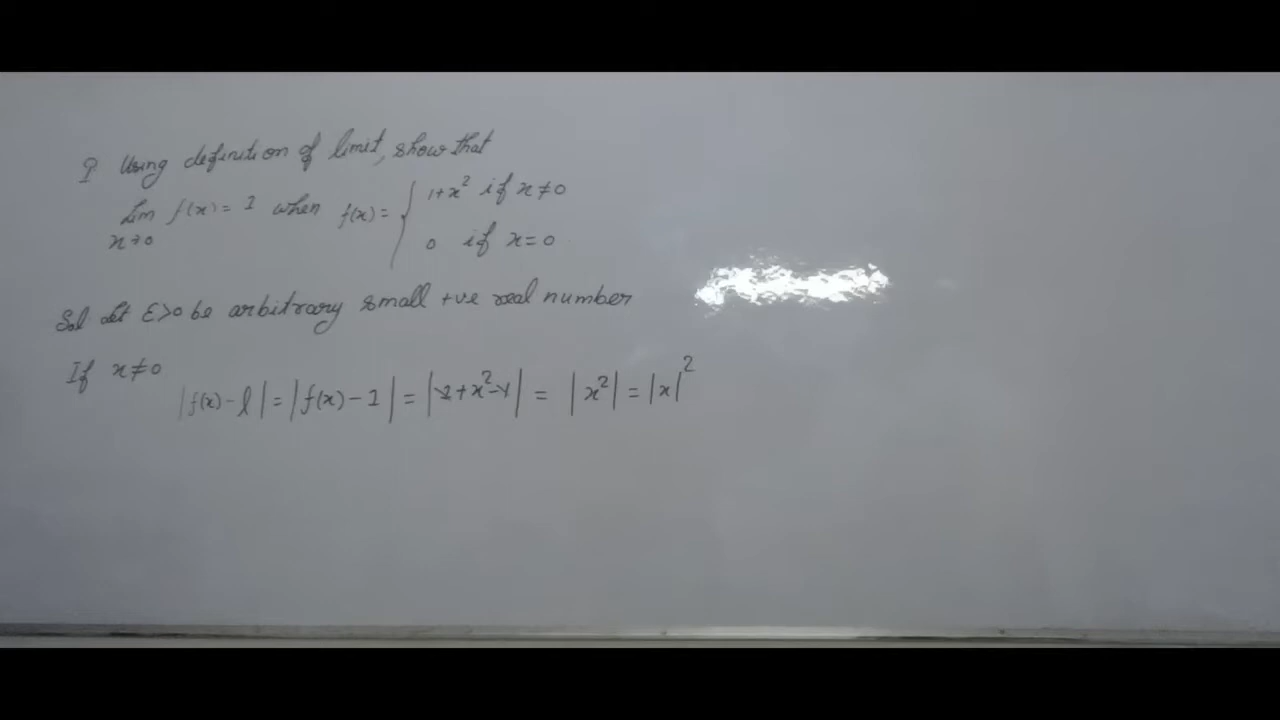 Q. Using definition of limit, show that
Lim f(x) = 1 when f(x) = { 1+x² if x≠0
x→0
0 if x=0
Sol Let ε>0 be arbitrary small +ve real number
If x≠0
|f(x)-l| = |f(x)-1| = |1+x²-1| = |x²| = |x|²